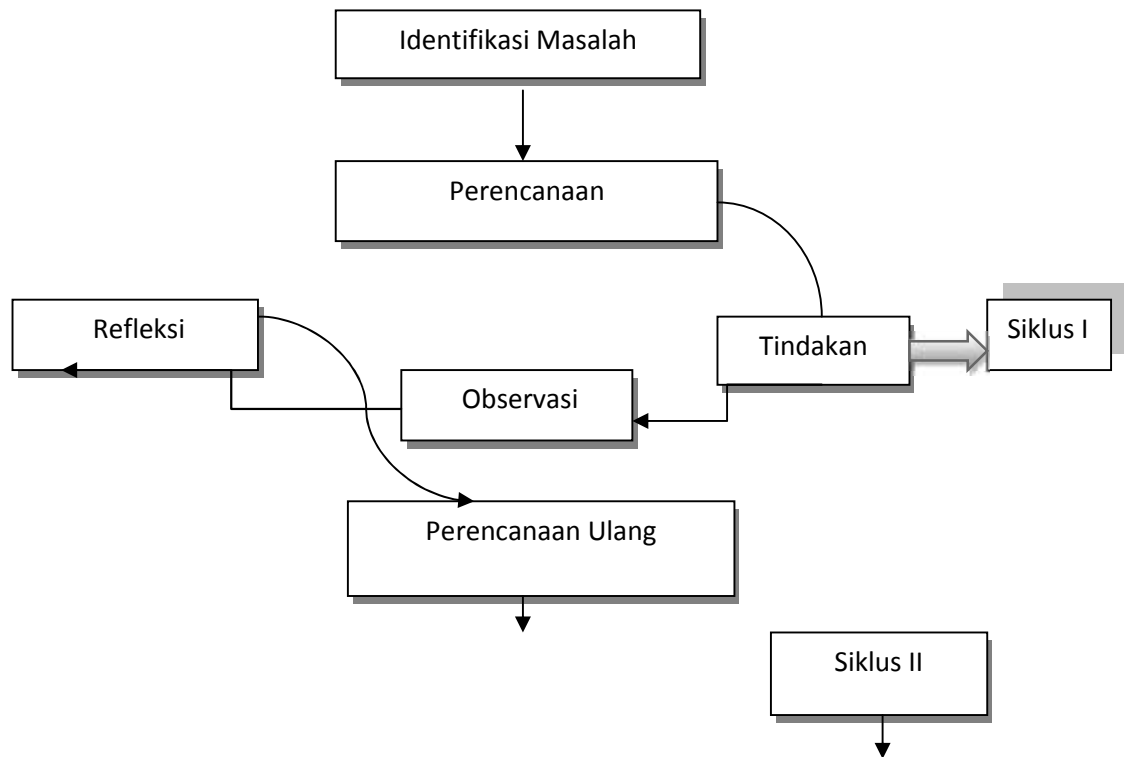 Identifikasi Masalah
Perencanaan
Refleksi
Tindakan
Siklus I
Observasi
Perencanaan Ulang
Siklus II